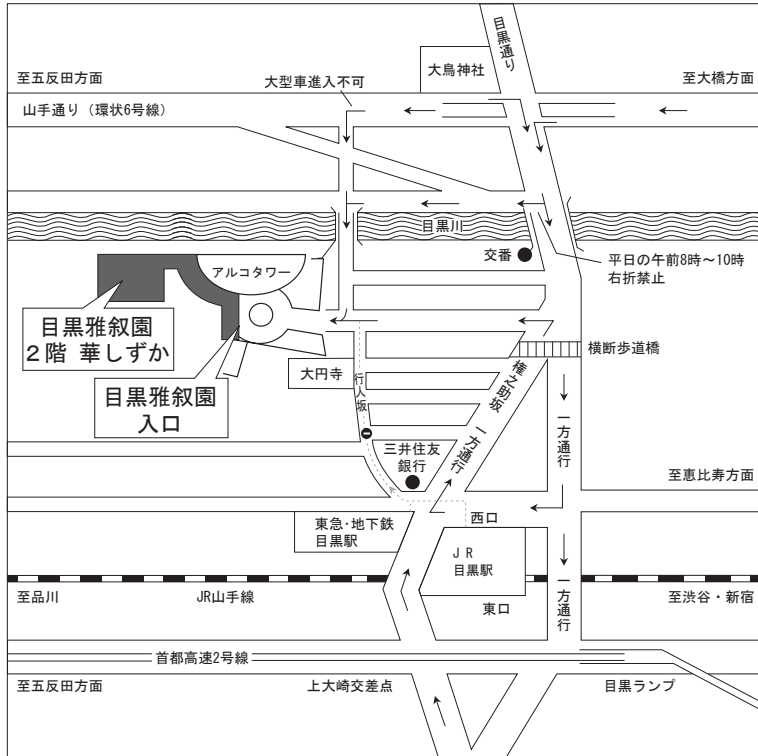 目黒通り
大鳥神社
至五反田方面
大型車進入不可
至大橋方面
山手通り（環状6号線）
目黒川
交番
平日の午前8時～10時
右折禁止
アルコタワー
目黒雅叙園
２階 華しずか
目黒雅叙園
入口
横断歩道橋
大円寺
行人坂
権之助坂
一方通行
一方通行
三井住友
銀行
至恵比寿方面
西口
東急・地下鉄
目黒駅
ＪＲ
目黒駅
一方通行
至品川
JR山手線
東口
至渋谷・新宿
首都高速2号線
至五反田方面
上大崎交差点
目黒ランプ